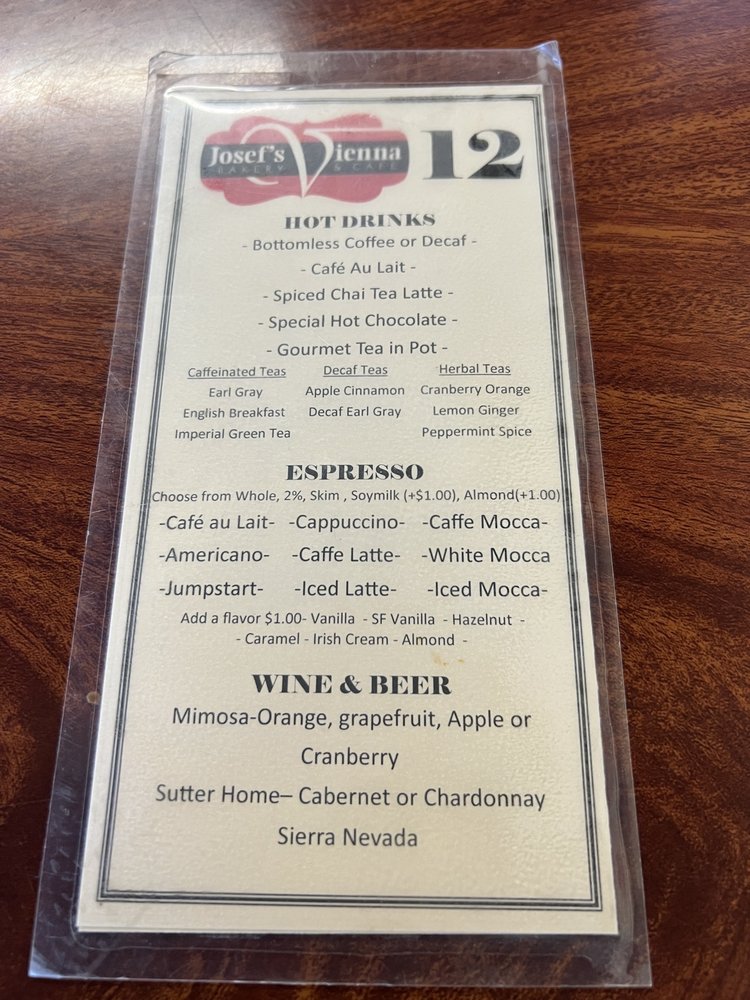 Josef's Vienna 12
BAKERY & CAFE
HOT DRINKS
- Bottomless Coffee or Decaf -
- Café Au Lait -
- Spiced Chai Tea Latte -
- Special Hot Chocolate -
- Gourmet Tea in Pot -
Caffeinated Teas Decaf Teas Herbal Teas
Earl Gray Apple Cinnamon Cranberry Orange
English Breakfast Decaf Earl Gray Lemon Ginger
Imperial Green Tea Peppermint Spice
ESPRESSO
Choose from Whole, 2%, Skim , Soymilk (+$1.00), Almond(+1.00)
-Café au Lait- -Cappuccino- -Caffe Mocca-
-Americano- -Caffe Latte- -White Mocca
-Jumpstart- -Iced Latte- -Iced Mocca-
Add a flavor $1.00- Vanilla - SF Vanilla - Hazelnut -
- Caramel - Irish Cream - Almond -
WINE & BEER
Mimosa-Orange, grapefruit, Apple or
Cranberry
Sutter Home– Cabernet or Chardonnay
Sierra Nevada